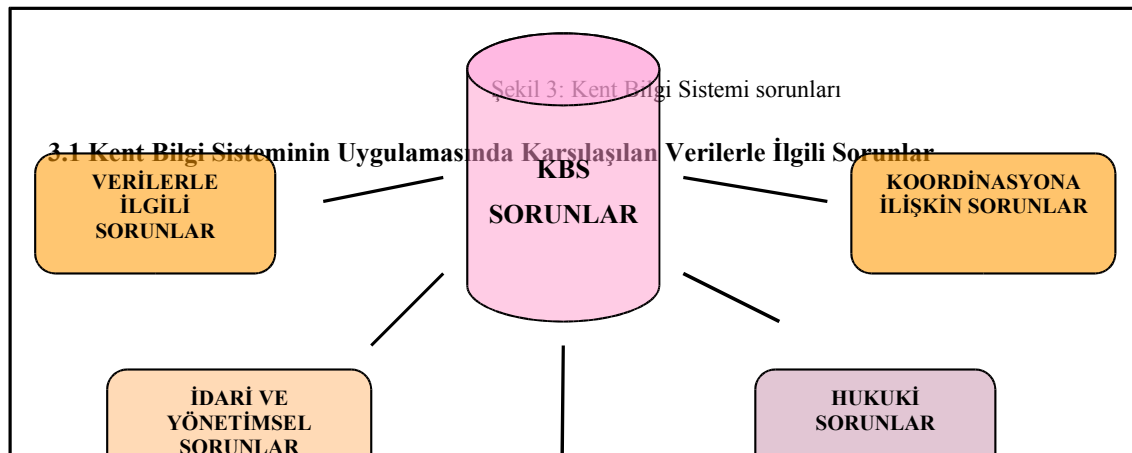 Şekil 3: Kent Bilgi Sistemi sorunları
3.1 Kent Bilgi Sisteminin Uygulamasında Karşılaşılan Verilerle İlgili Sorunlar
KBS
SORUNLAR
VERİLERLE
İLGİLİ
SORUNLAR
KOORDİNASYONA
İLİŞKİN SORUNLAR
İDARİ VE
YÖNETİMSEL
SORUNLAR
HUKUKİ
SORUNLAR